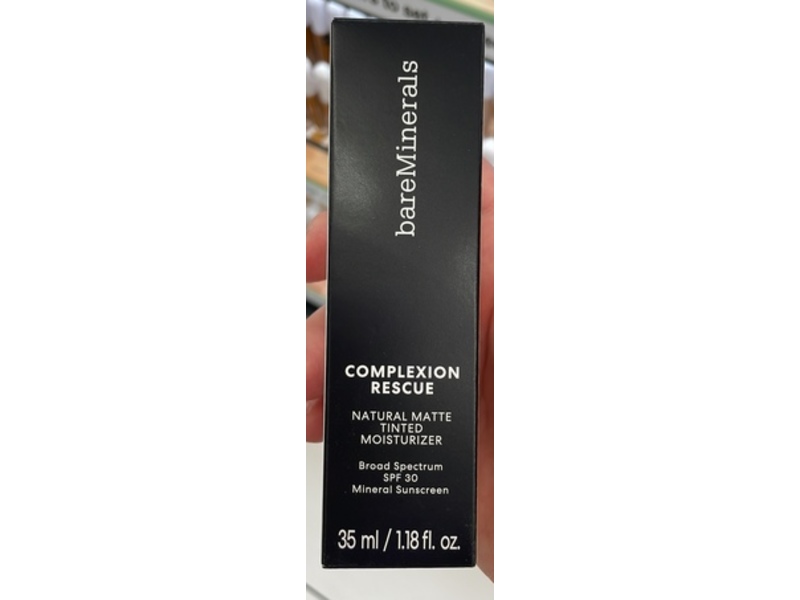 bareMinerals
COMPLEXION
RESCUE
NATURAL MATTE
TINTED
MOISTURIZER
Broad Spectrum
SPF 30
Mineral Sunscreen
35 ml / 1.18 fl. oz.